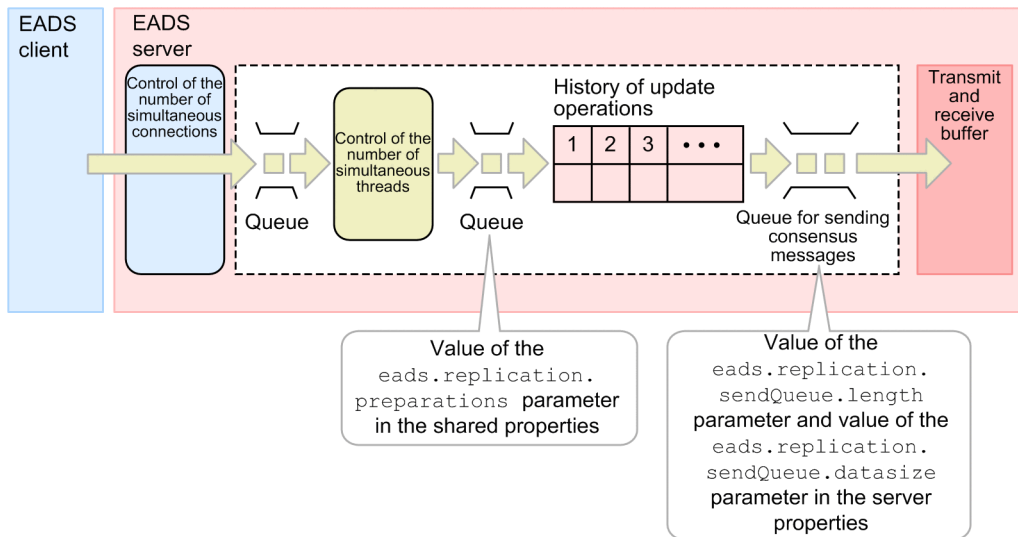 EADS
client
EADS
server
Control of the
number of
simultaneous
connections
Queue
Control of the
number of
simultaneous
threads
Queue
History of update
operations
1 2 3 •••
Queue for sending
consensus
messages
Transmit
and
receive
buffer
Value of the
eads.replication.
preparations parameter
in the shared properties
Value of the
eads.replication.
sendQueue.length
parameter and value of the
eads.replication.
sendQueue.datasize
parameter in the server
properties